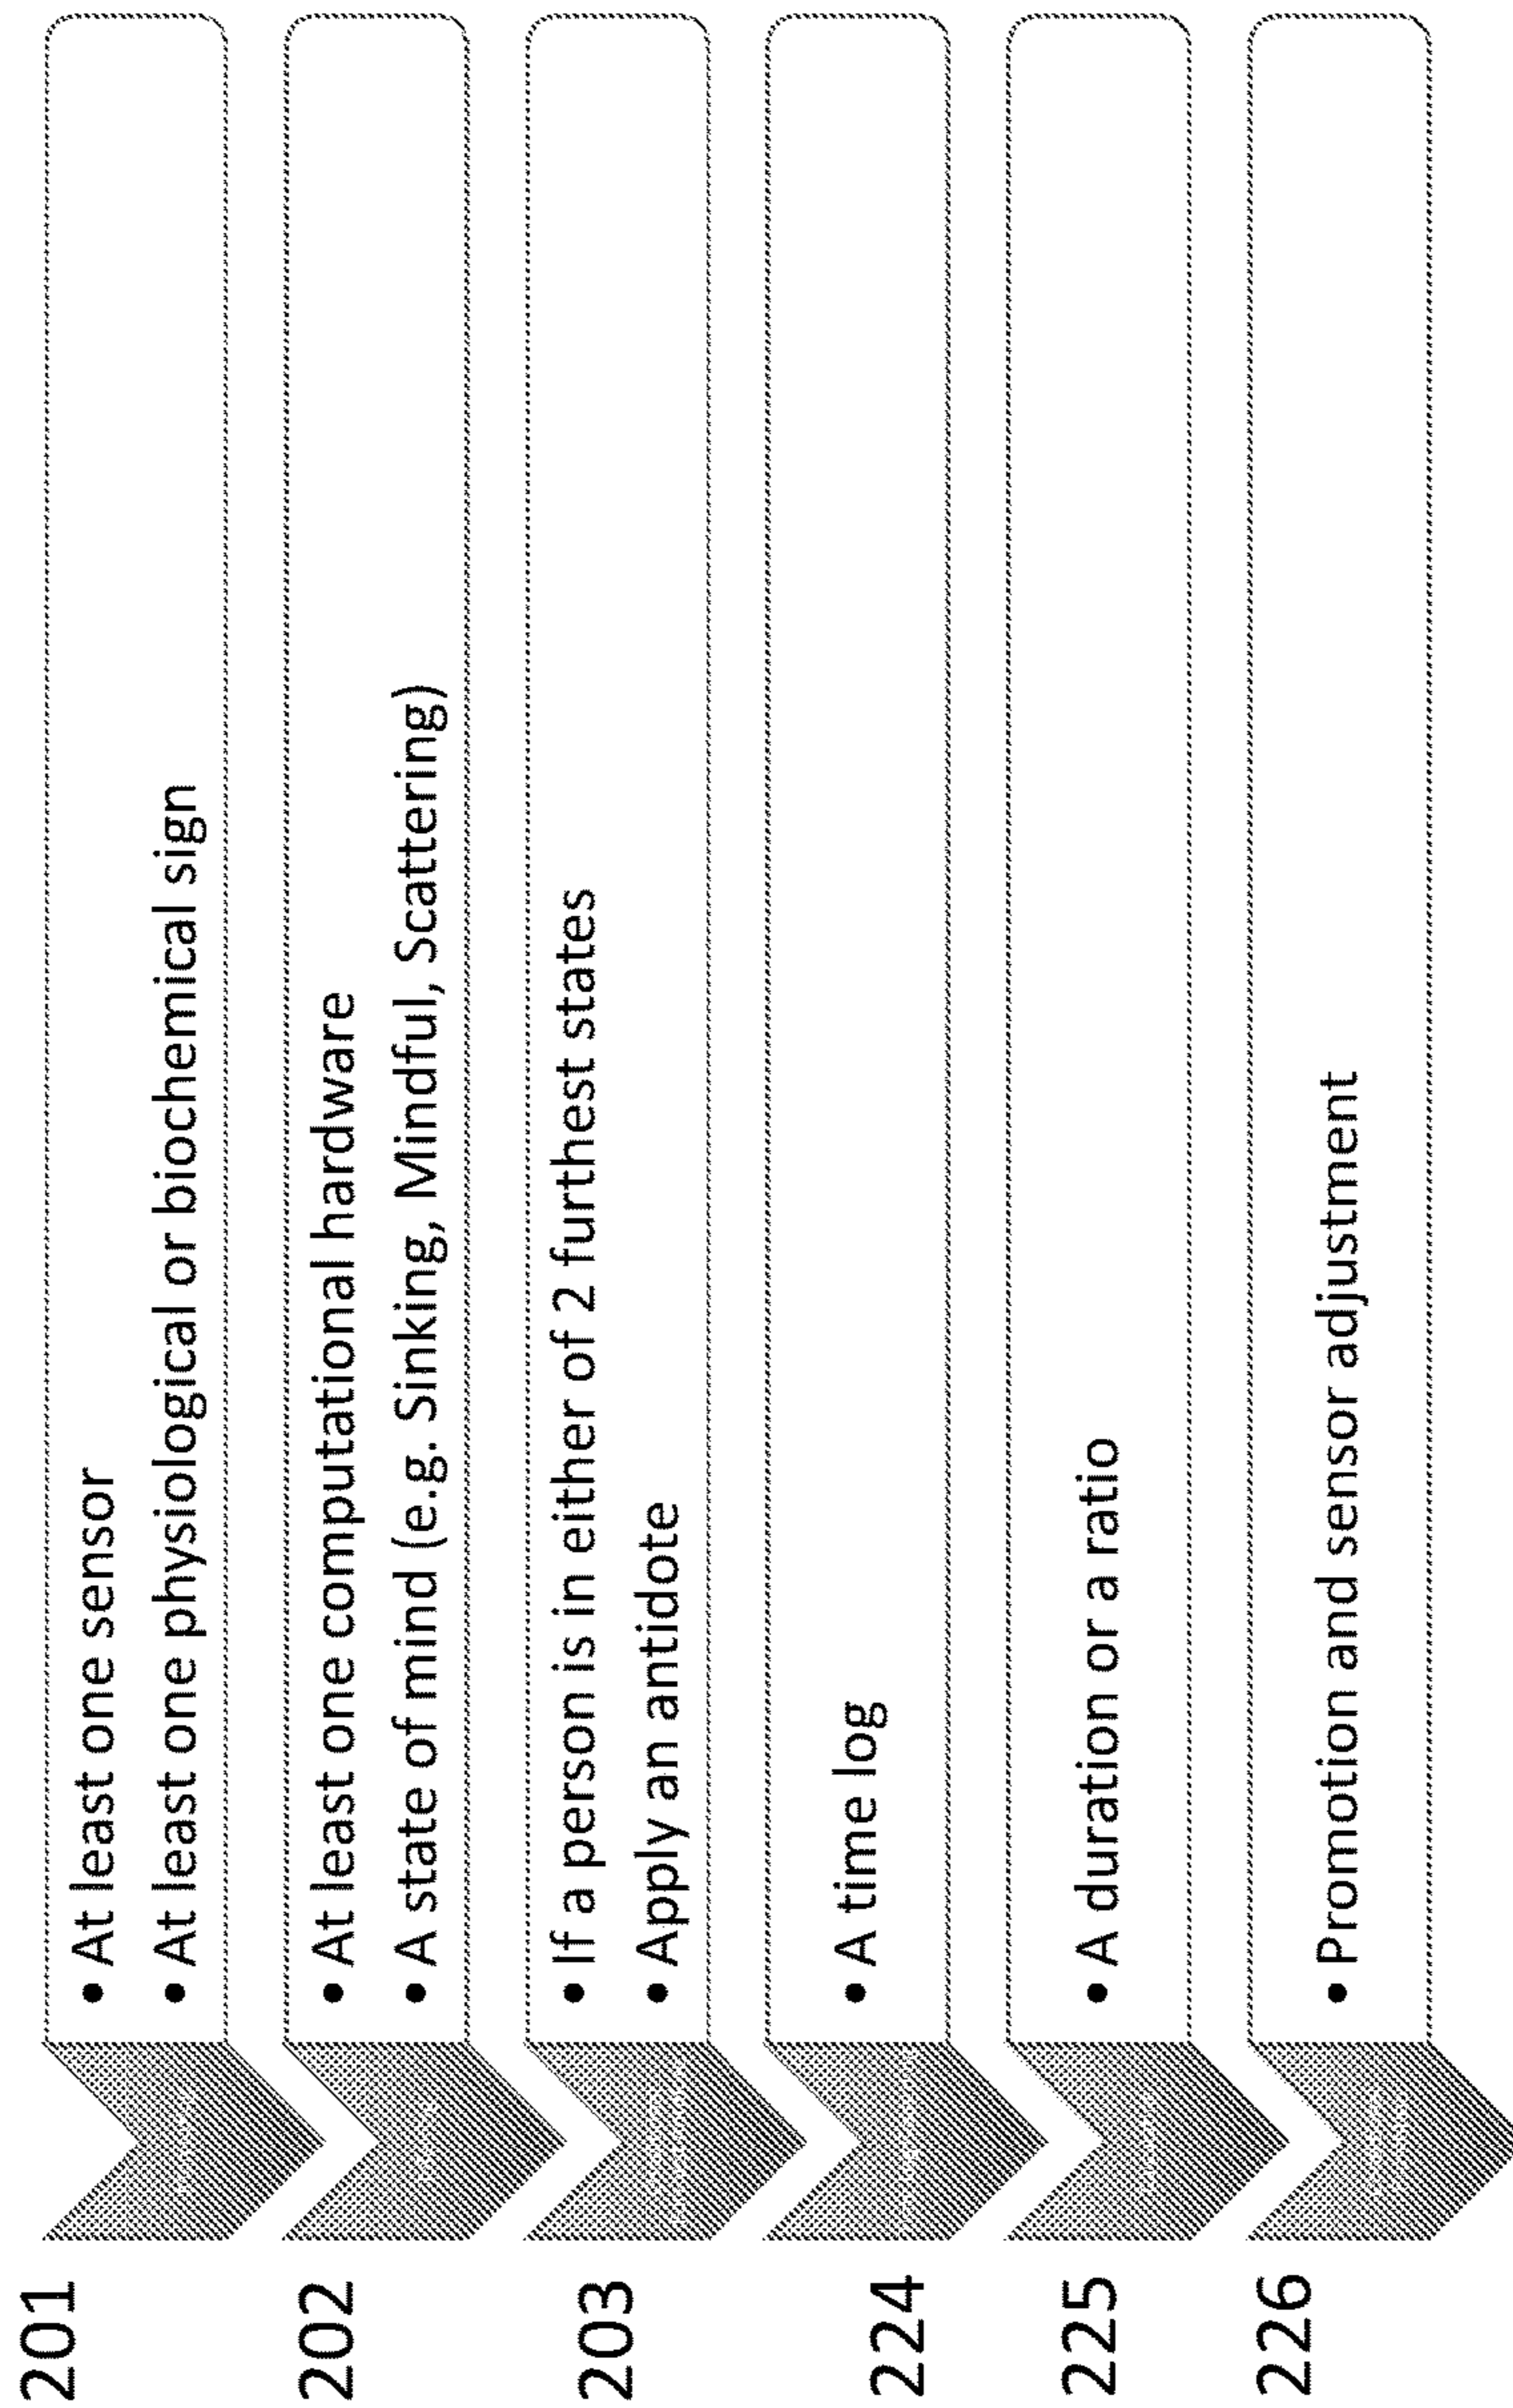 201
• At least one sensor
• At least one physiological or biochemical sign
202
• At least one computational hardware
• A state of mind (e.g. Sinking, Mindful, Scattering)
203
• If a person is in either of 2 furthest states
• Apply an antidote
224
• A time log
225
• A duration or a ratio
226
• Promotion and sensor adjustment